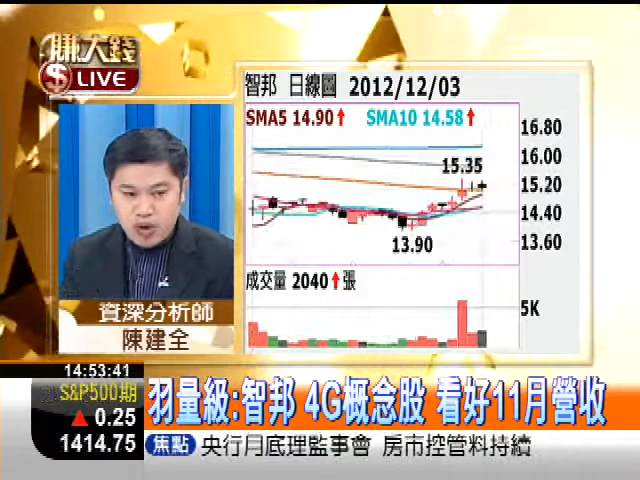 賺大錢
$ LIVE
智邦 日線圖 2012/12/03
SMA5 14.90↑ SMA10 14.58↑
16.80
16.00
15.35
15.20
14.40
13.90
13.60
成交量 2040↑張
5K
資深分析師
陳建全
14:53:41
S&P500期
▲ 0.25
1414.75
羽量級:智邦 4G概念股 看好11月營收
焦點 央行月底理監事會 房市控管料持續